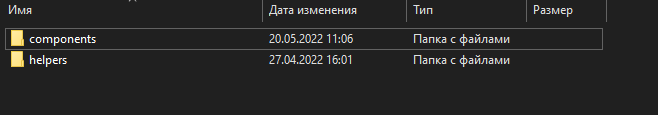 Имя Дата изменения Тип Размер
components 20.05.2022 11:06 Папка с файлами
helpers 27.04.2022 16:01 Папка с файлами